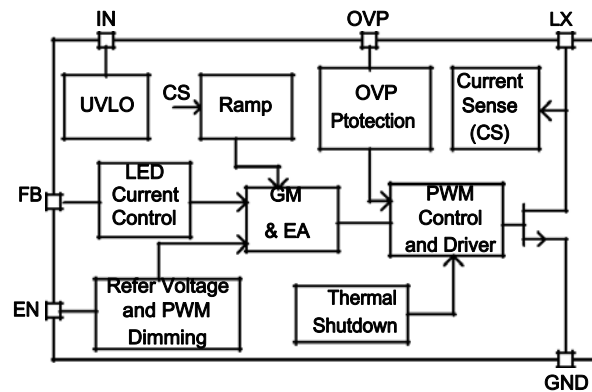 IN
OVP
LX
UVLO
CS
Ramp
OVP
Ptotection
Current
Sense
(CS)
FB
LED
Current
Control
GM
& EA
PWM
Control
and Driver
EN
Refer Voltage
and PWM
Dimming
Thermal
Shutdown
GND